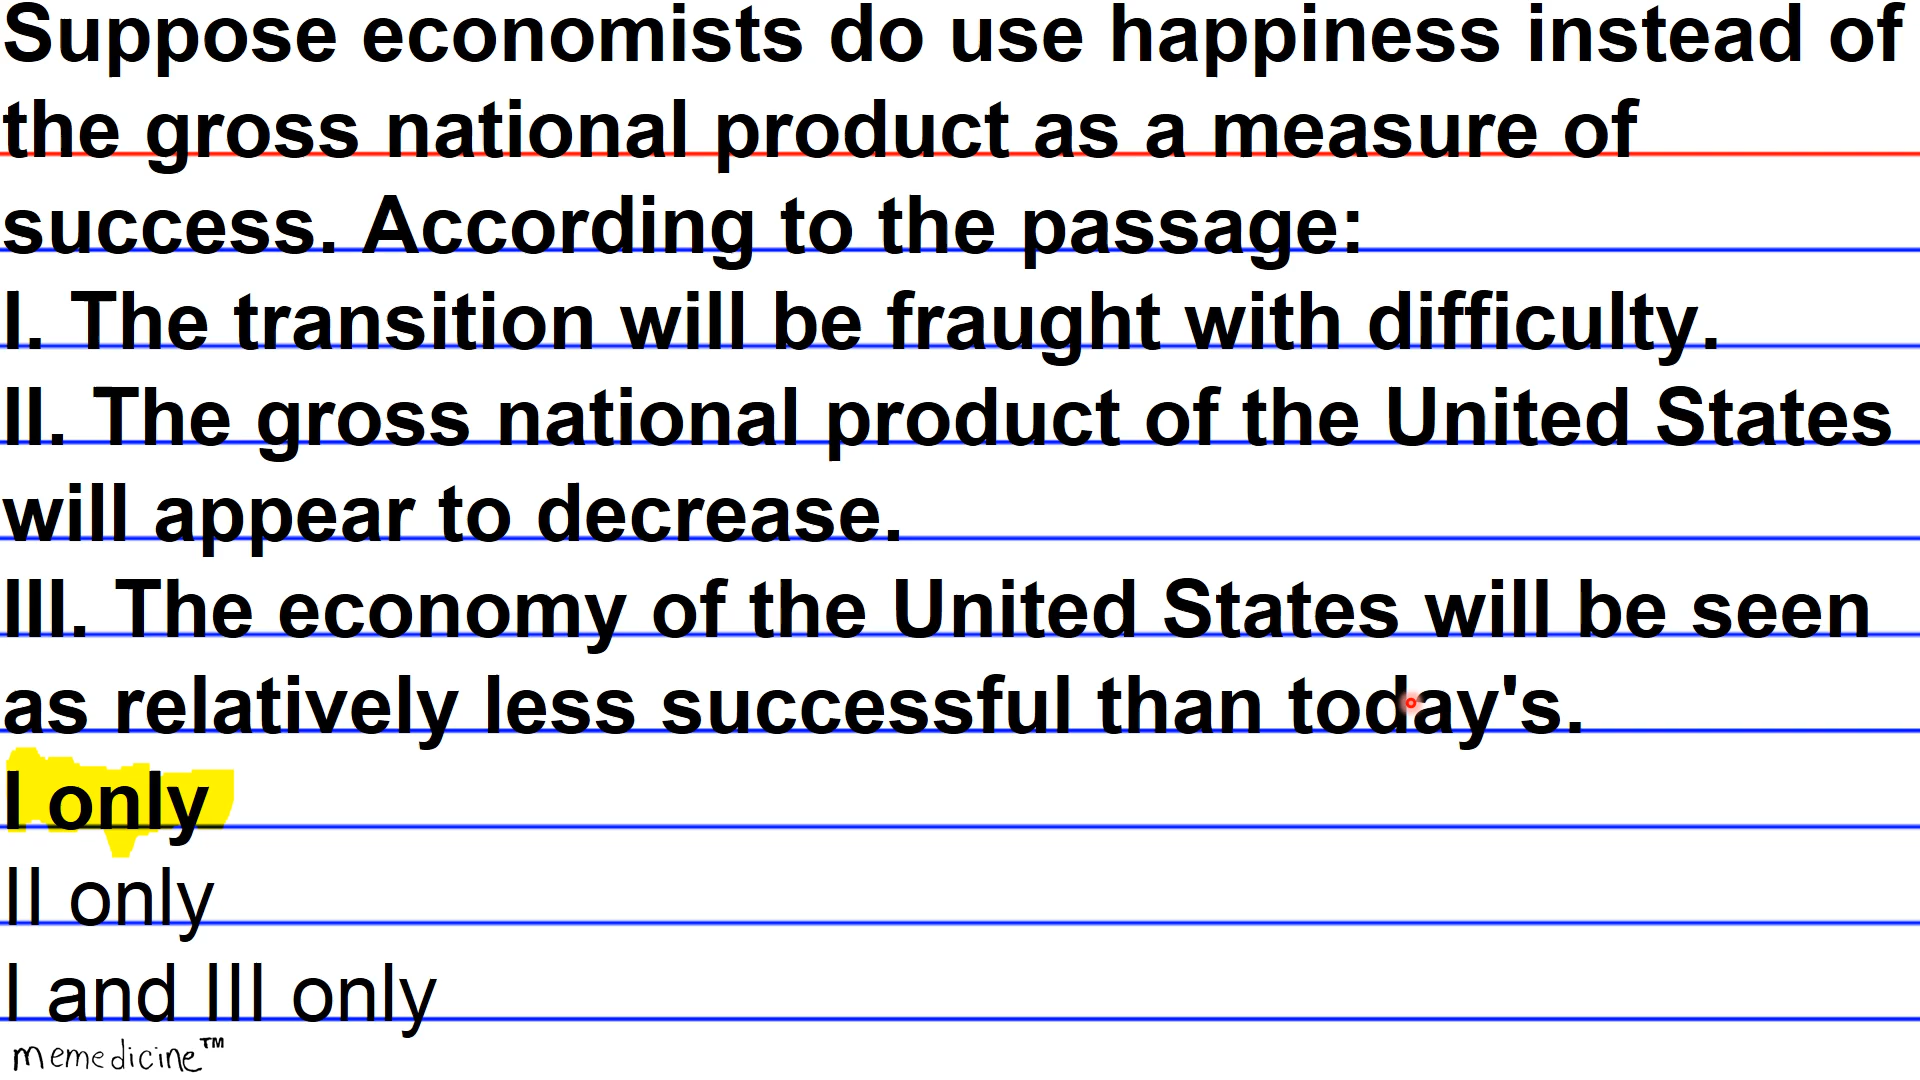 Suppose economists do use happiness instead of
the gross national product as a measure of
success. According to the passage:
I. The transition will be fraught with difficulty.
II. The gross national product of the United States
will appear to decrease.
III. The economy of the United States will be seen
as relatively less successful than today's.
I only
II only
I and III only
memedicine™